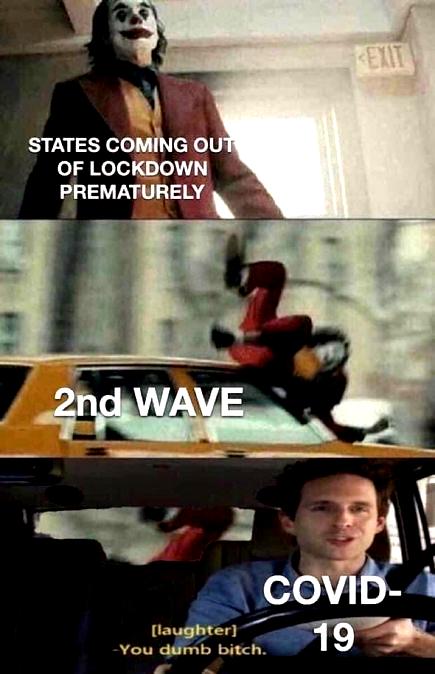 <EXIT
STATES COMING OUT
OF LOCKDOWN
PREMATURELY
2nd WAVE
COVID-
19
[laughter]
-You dumb bitch.